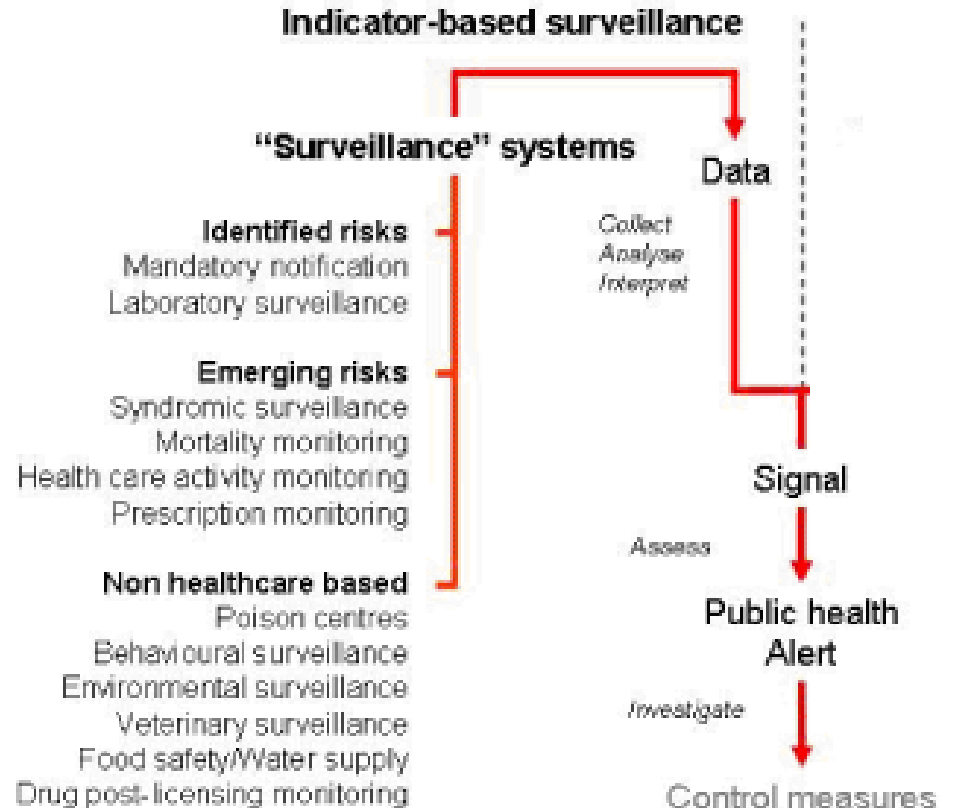 Indicator-based surveillance
“Surveillance” systems
Identified risks
Mandatory notification
Laboratory surveillance
Emerging risks
Syndromic surveillance
Mortality monitoring
Health care activity monitoring
Prescription monitoring
Non healthcare based
Poison centres
Behavioural surveillance
Environmental surveillance
Veterinary surveillance
Food safety/Water supply
Drug post-licensing monitoring
Data
Collect
Analyse
Interpret
Signal
Assess
Public health
Alert
Investigate
Control measures